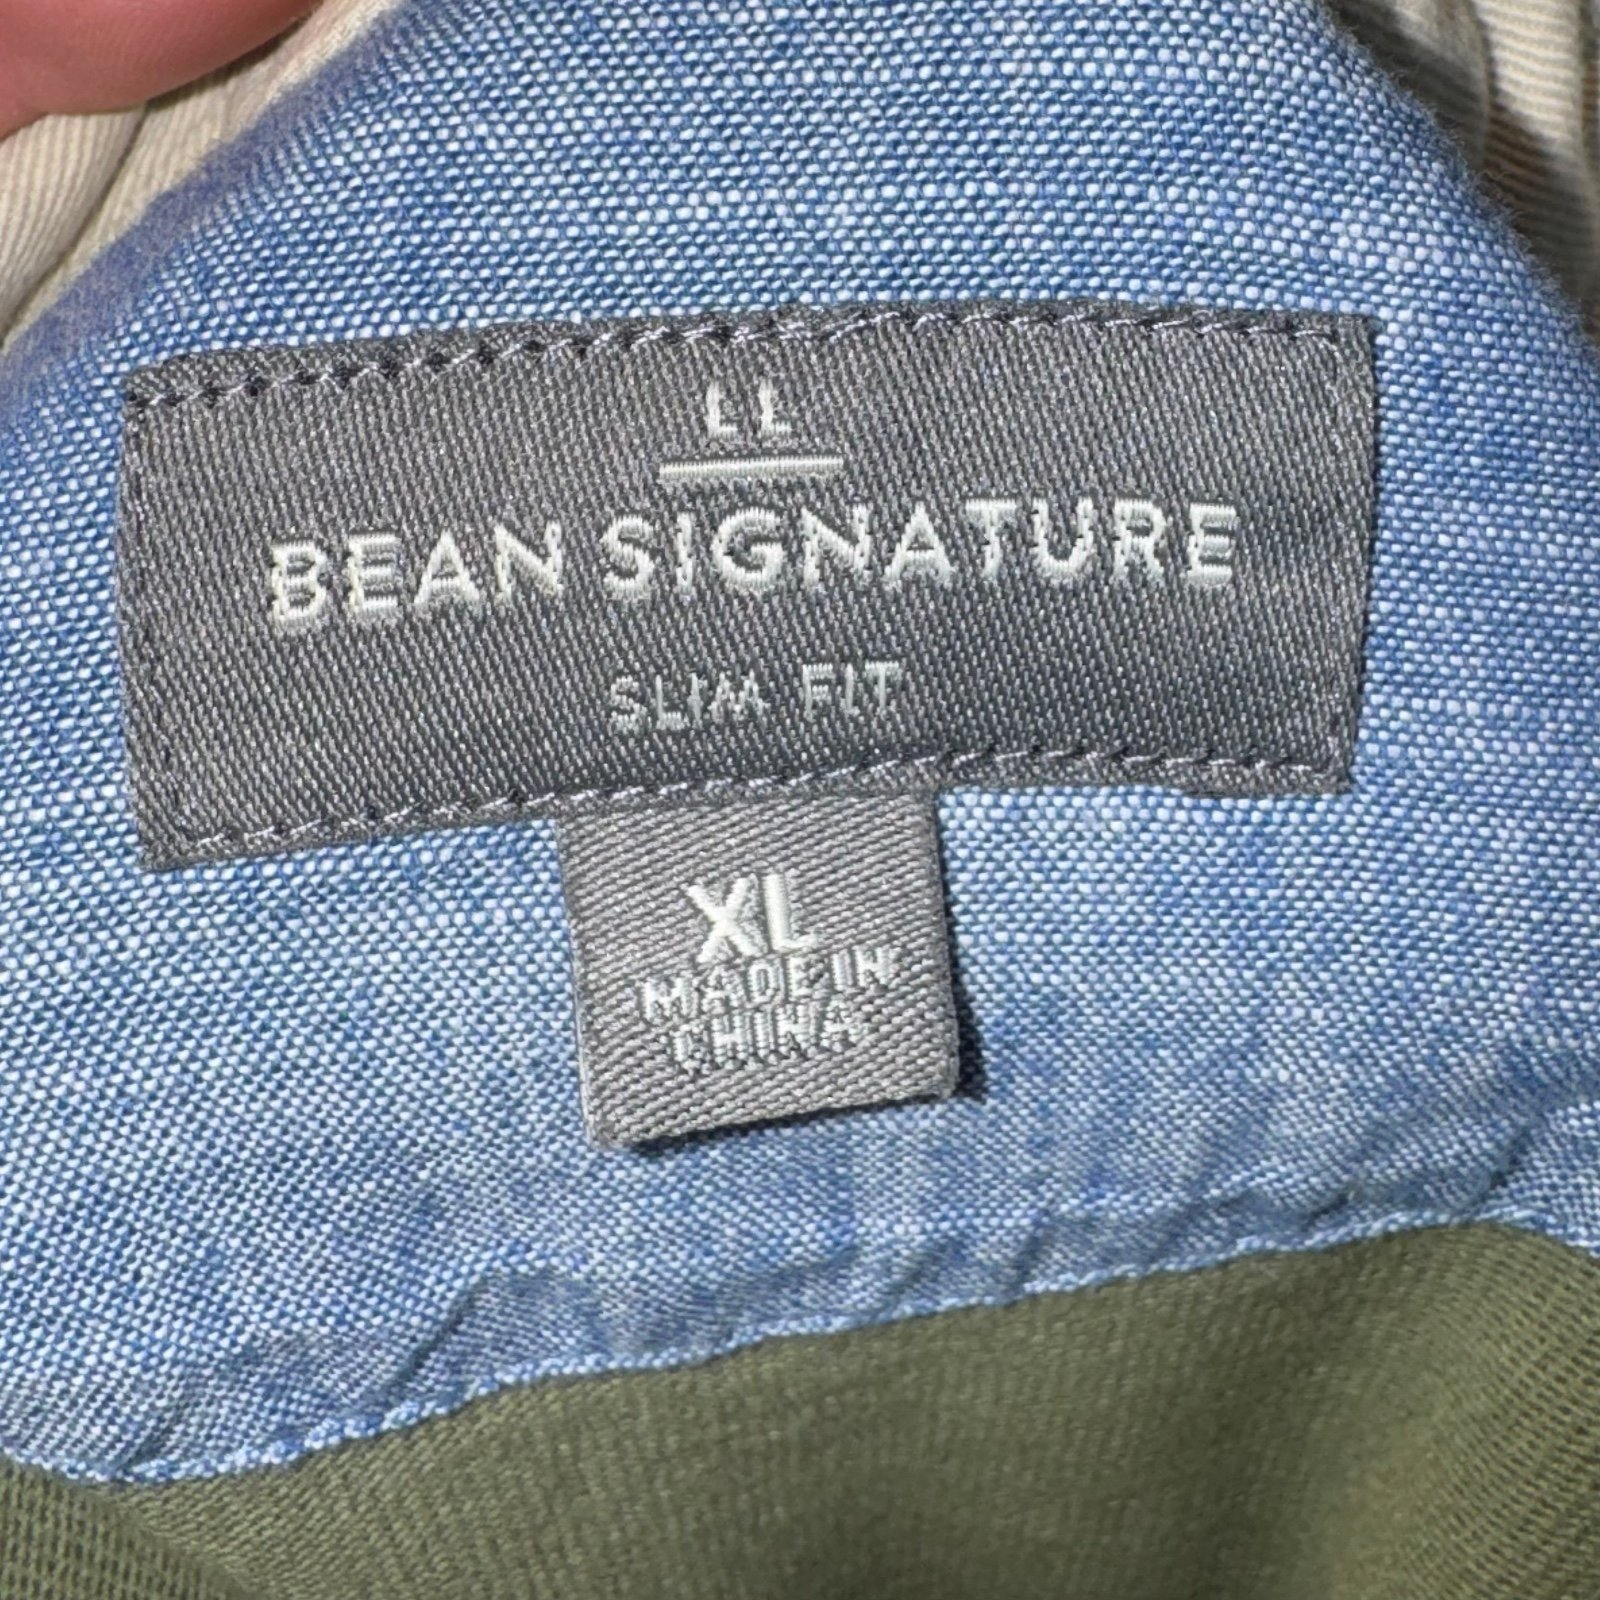 LL
BEAN SIGNATURE
SLIM FIT
XL
MADE IN
CHINA